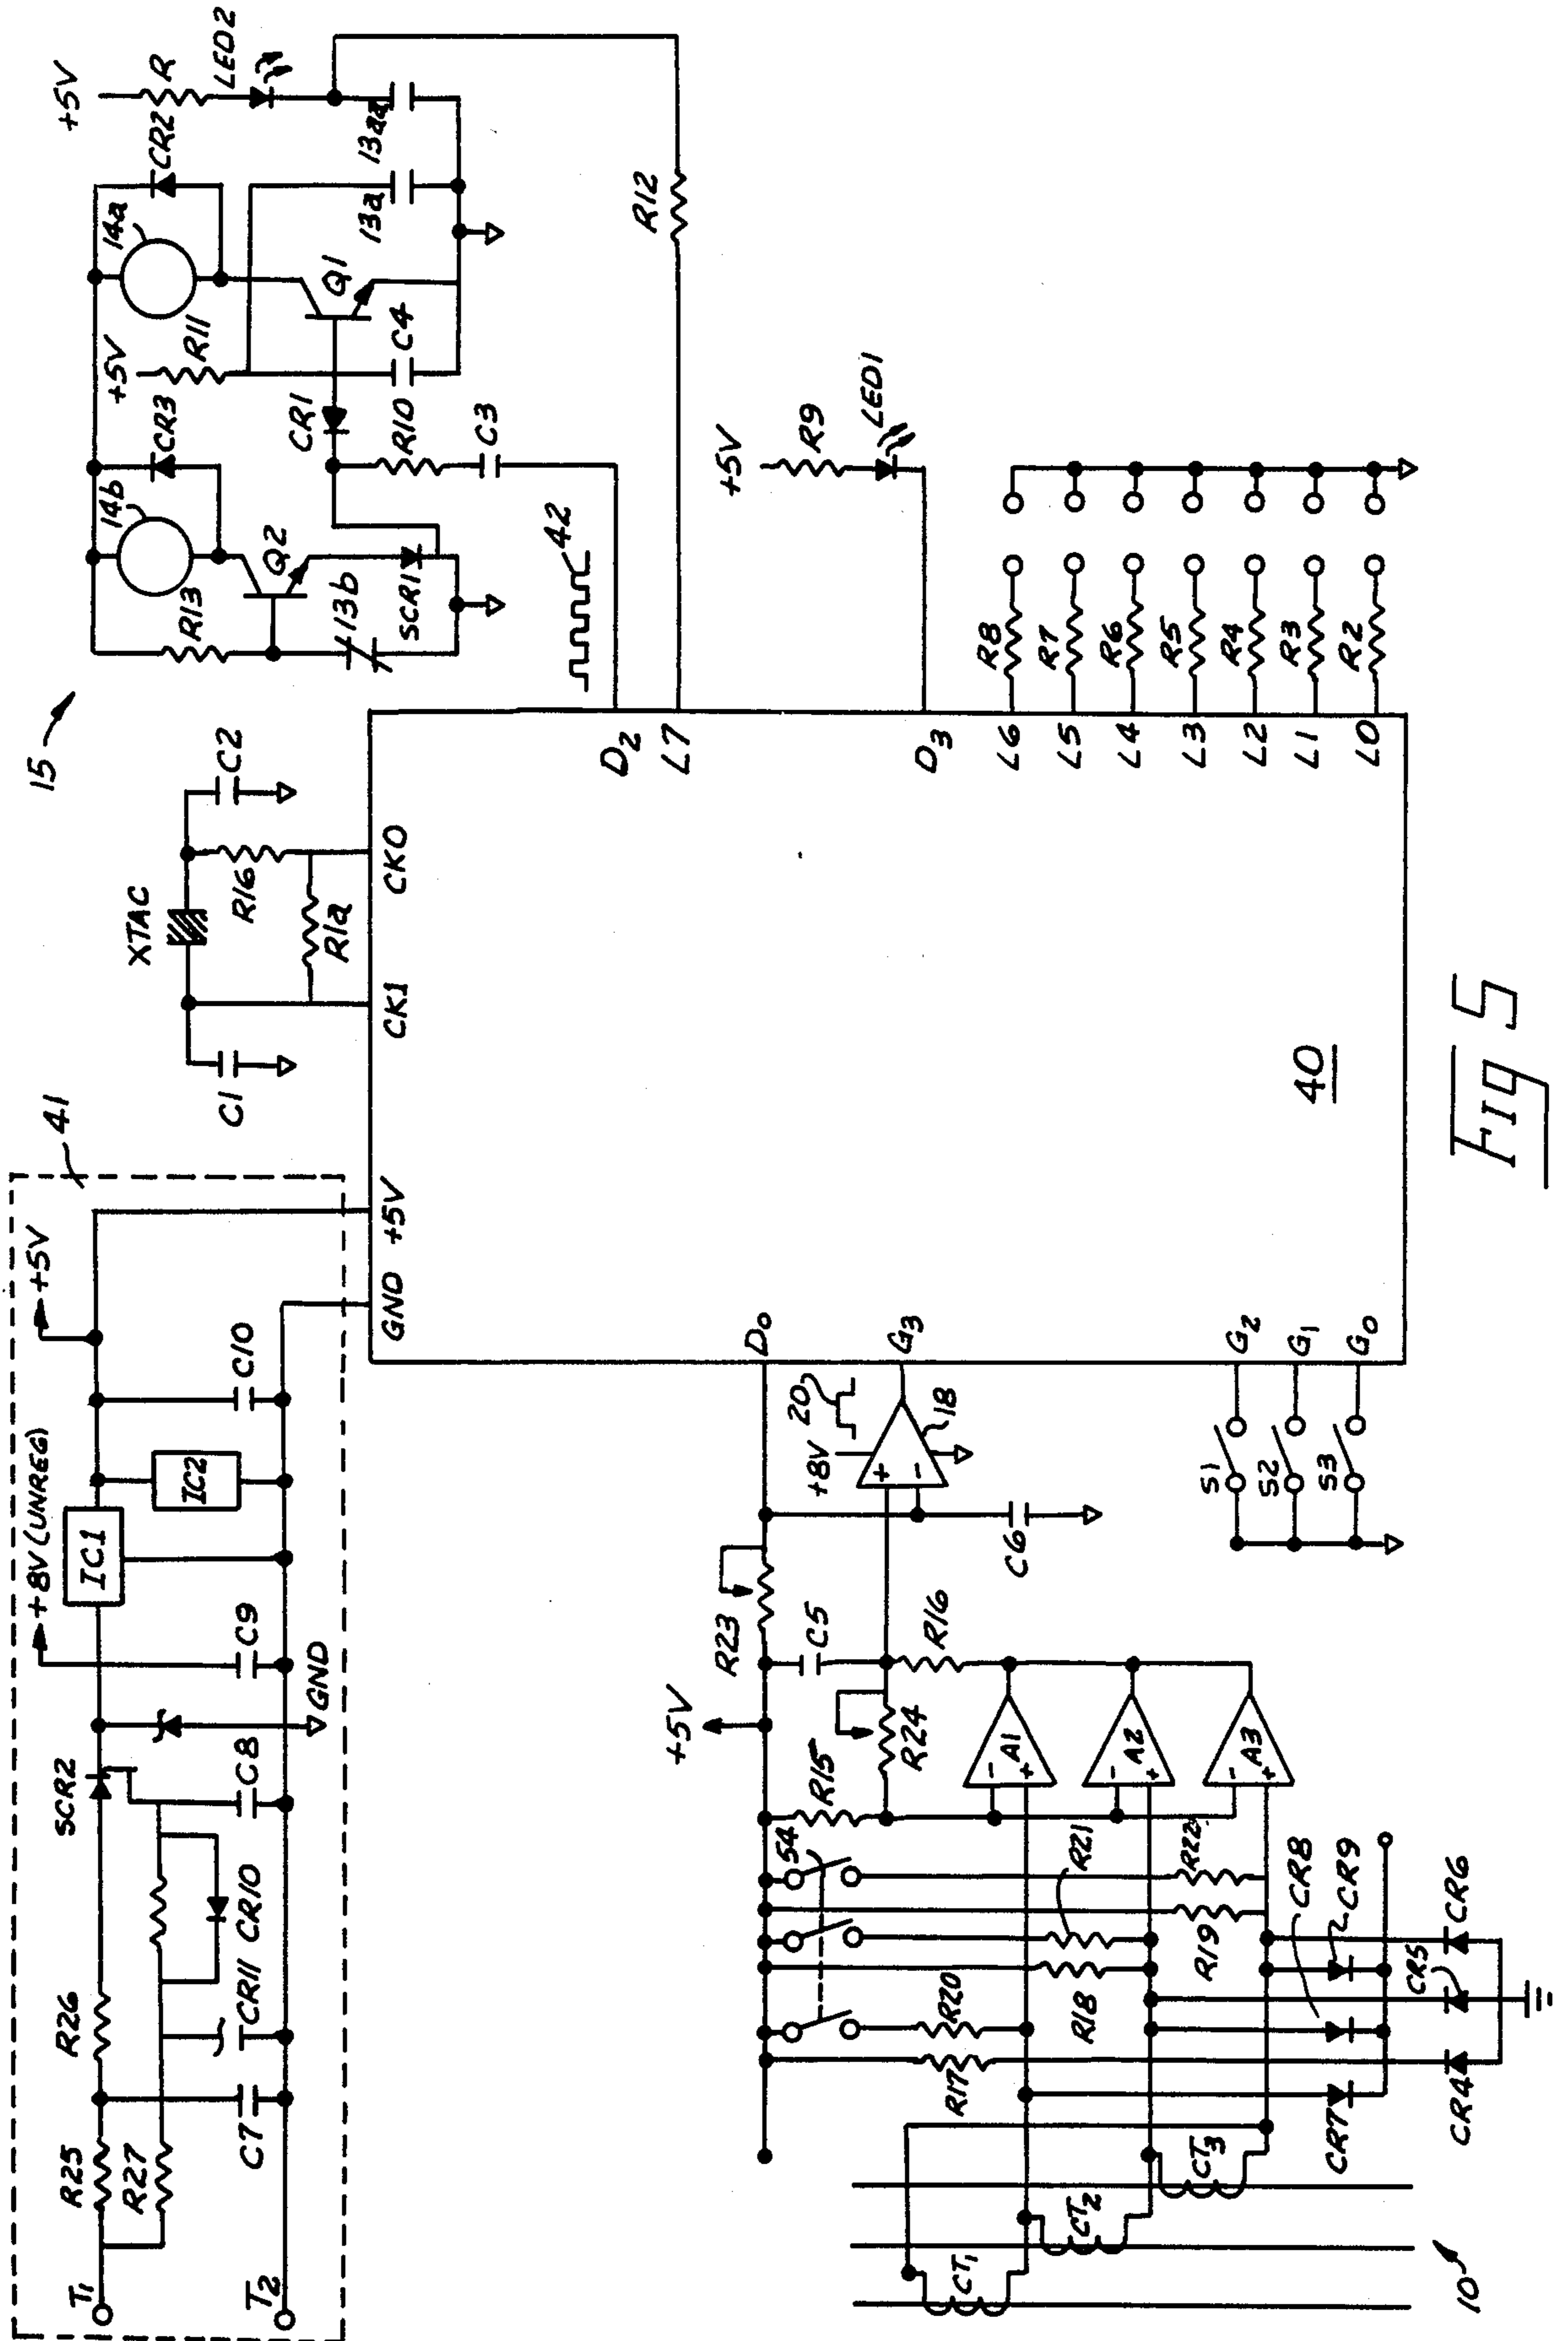 41
15
T1
T2
R25
R27
C7
R26
CR11
CR10
SCR2
C8
GND
C9
+8V (UNREG)
IC1
IC2
C10
+5V
GND
+5V
C1
XTAC
C2
R16
R1a
CK1
CK0
R13
14b
CR3
Q2
13b
SCR1
+5V
R11
14a
CR2
CR1
R10
C3
C4
Q1
13a
13aa
+5V
R
LED2
42
R12
D2
L7
+5V
R9
LED1
D3
L6
L5
L4
L3
L2
L1
L0
R8
R7
R6
R5
R4
R3
R2
40
D0
G3
G2
G1
G0
20
+8V
18
+
-
C6
R23
C5
+5V
R24
R16
R15
S4
A1
-
+
A2
-
+
A3
-
+
R21
R22
R20
R18
R19
R17
CR8
CR9
CR6
CR5
CR4
CR7
CT1
CT2
CT3
10
S1
S2
S3
FIG 5